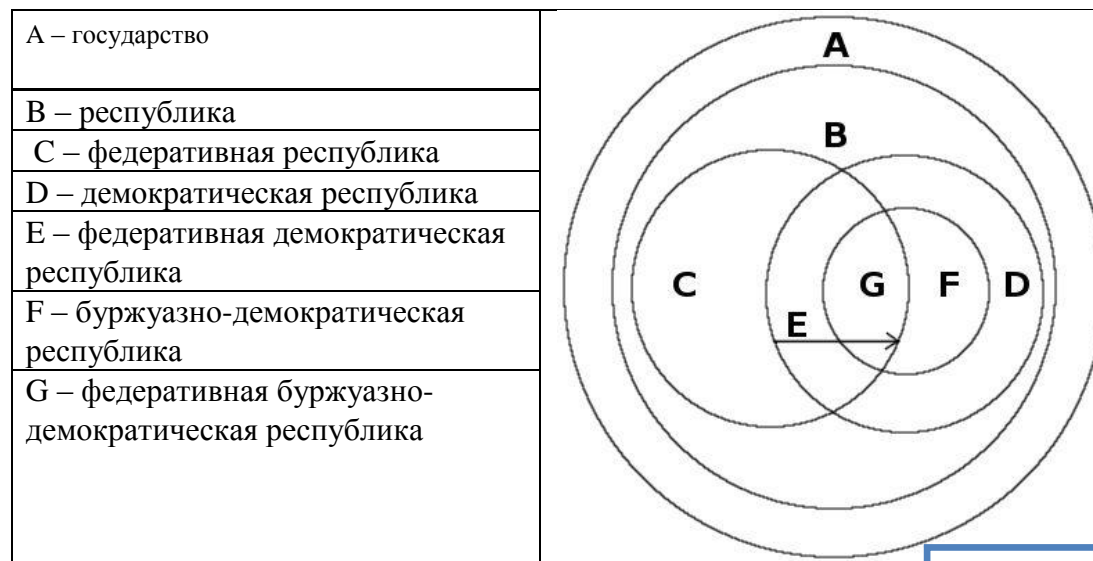 А – государство
В – республика
С – федеративная республика
D – демократическая республика
Е – федеративная демократическая
республика
F – буржуазно-демократическая
республика
G – федеративная буржуазно-
демократическая республика
A
B
C
G
F
D
E